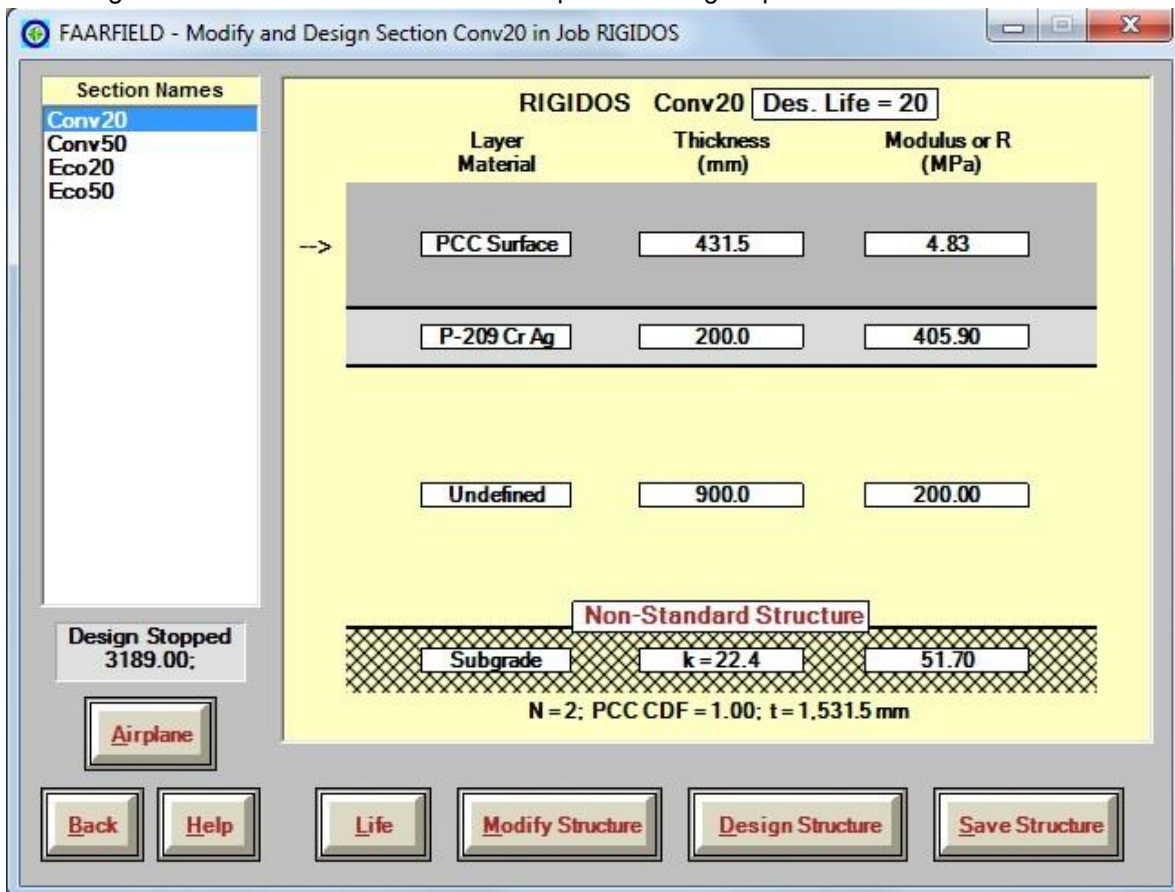 FAARFIELD - Modify and Design Section Conv20 in Job RIGIDOS
Section Names
Conv20
Conv50
Eco20
Eco50
RIGIDOS Conv20 Des. Life = 20
Layer Material Thickness (mm) Modulus or R (MPa)
--> PCC Surface 431.5 4.83
P-209 Cr Ag 200.0 405.90
Undefined 900.0 200.00
Non-Standard Structure
Subgrade k = 22.4 51.70
N = 2; PCC CDF = 1.00; t = 1,531.5 mm
Design Stopped
3189.00;
Airplane
Back Help Life Modify Structure Design Structure Save Structure